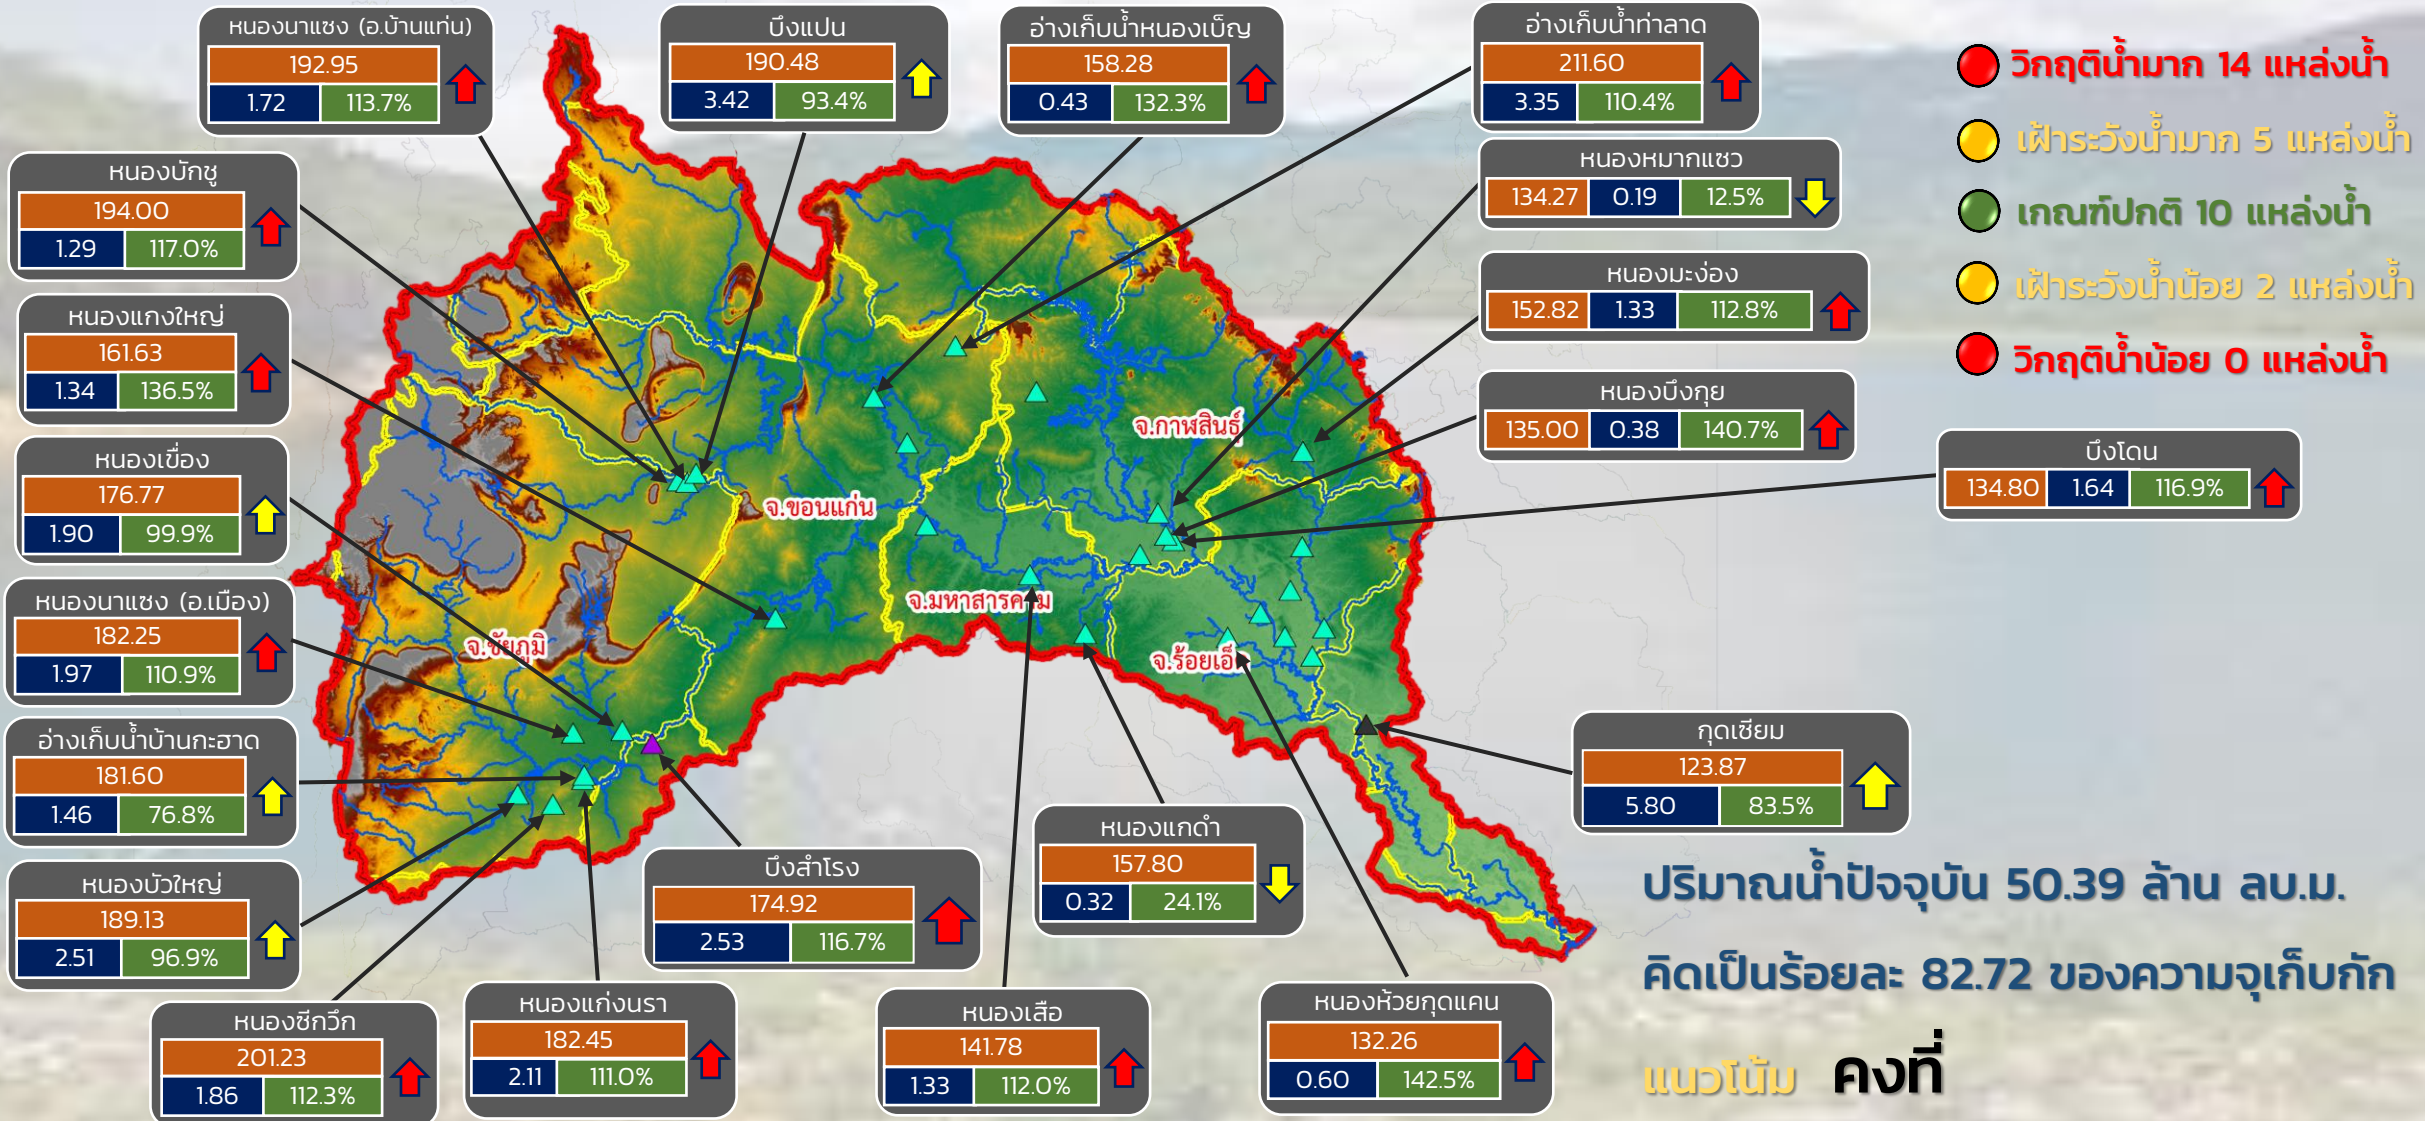 หนองนาแซง (อ.บ้านแท่น)
192.95
1.72 113.7%
บึงแปน
190.48
3.42 93.4%
อ่างเก็บน้ำหนองเบ็ญ
158.28
0.43 132.3%
อ่างเก็บน้ำท่าลาด
211.60
3.35 110.4%
วิกฤติน้ำมาก 14 แหล่งน้ำ
เฝ้าระวังน้ำมาก 5 แหล่งน้ำ
เกณฑ์ปกติ 10 แหล่งน้ำ
เฝ้าระวังน้ำน้อย 2 แหล่งน้ำ
วิกฤติน้ำน้อย 0 แหล่งน้ำ
หนองบักชู
194.00
1.29 117.0%
หนองหมากแซว
134.27 0.19 12.5%
หนองมะง่อง
152.82 1.33 112.8%
หนองแกงใหญ่
161.63
1.34 136.5%
หนองบึงกุย
135.00 0.38 140.7%
บึงโดน
134.80 1.64 116.9%
หนองเขื่อง
176.77
1.90 99.9%
จ.กาฬสินธุ์
จ.ขอนแก่น
จ.มหาสารคาม
จ.ชัยภูมิ
จ.ร้อยเอ็ด
หนองนาแซง (อ.เมือง)
182.25
1.97 110.9%
อ่างเก็บน้ำบ้านกะฮาด
181.60
1.46 76.8%
กุดเซียม
123.87
5.80 83.5%
หนองบัวใหญ่
189.13
2.51 96.9%
บึงสำโรง
174.92
2.53 116.7%
หนองแกดำ
157.80
0.32 24.1%
หนองซีกวึก
201.23
1.86 112.3%
หนองแก่งนรา
182.45
2.11 111.0%
หนองเสือ
141.78
1.33 112.0%
หนองห้วยกุดแคน
132.26
0.60 142.5%
ปริมาณน้ำปัจจุบัน 50.39 ล้าน ลบ.ม.
คิดเป็นร้อยละ 82.72 ของความจุเก็บกัก
แนวโน้ม คงที่